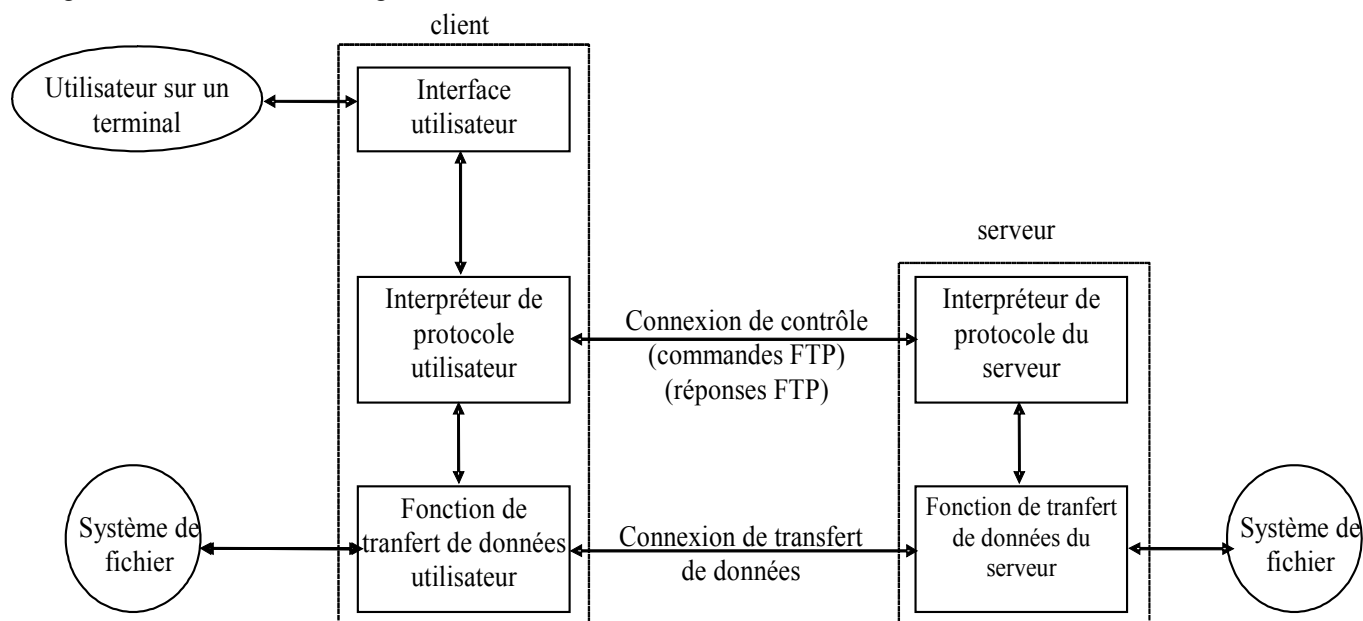 client
Utilisateur sur un
terminal
Interface
utilisateur
serveur
Interpréteur de
protocole
utilisateur
Connexion de contrôle
(commandes FTP)
(réponses FTP)
Interpréteur de
protocole du
serveur
Système de
fichier
Fonction de
tranfert de données
utilisateur
Connexion de transfert
de données
Fonction de tranfert
de données du
serveur
Système de
fichier